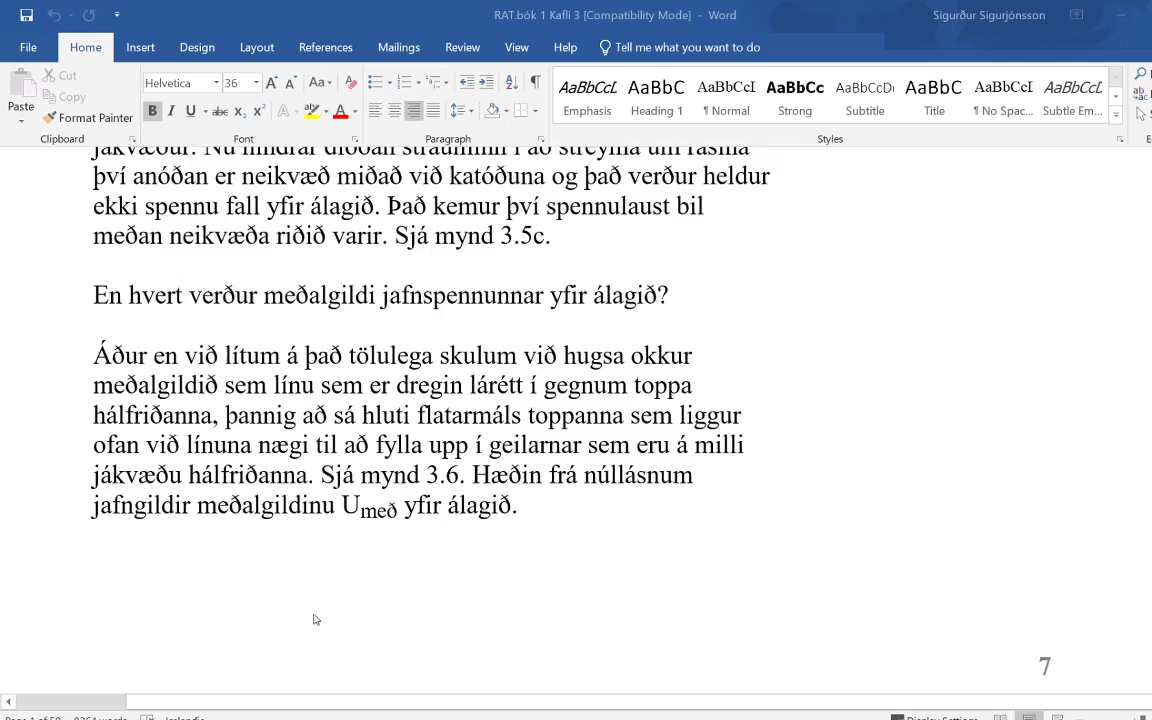 RAT.bók 1 Kafli 3 [Compatibility Mode] - Word
Sigurður Sigurjónsson
File Home Insert Design Layout References Mailings Review View Help Tell me what you want to do
Cut
Copy
Paste
Format Painter
Helvetica 36
AaBbCcI AaBbC AaBbCcI AaBbCc AaBbCcDı AaBbC AaBbCcI AaBbCcL
Emphasis Heading 1 ¶ Normal Strong Subtitle Title ¶ No Spac... Subtle Em...
Clipboard Font Paragraph Styles
því anóðan er neikvæð miðað við katóðuna og það verður heldur
ekki spennu fall yfir álagið. Það kemur því spennulaust bil
meðan neikvæða riðið varir. Sjá mynd 3.5c.
En hvert verður meðalgildi jafnspennunnar yfir álagið?
Áður en við lítum á það tölulega skulum við hugsa okkur
meðalgildið sem línu sem er dregin lárétt í gegnum toppa
hálfriðanna, þannig að sá hluti flatarmáls toppanna sem liggur
ofan við línuna nægi til að fylla upp í geilarnar sem eru á milli
jákvæðu hálfriðanna. Sjá mynd 3.6. Hæðin frá núllásnum
jafngildir meðalgildinu Umeð yfir álagið.
7